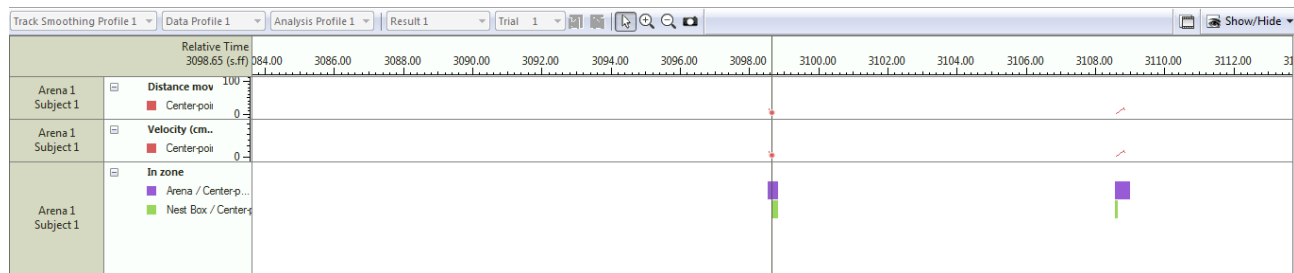 Track Smoothing Profile 1 Data Profile 1 Analysis Profile 1 Result 1 Trial 1 Show/Hide
Relative Time
3098.65 (s.ff) 084.00 3086.00 3088.00 3090.00 3092.00 3094.00 3096.00 3098.00 3100.00 3102.00 3104.00 3106.00 3108.00 3110.00 3112.00 31
Arena 1
Subject 1
Distance mov 100
Center-poi 0
Arena 1
Subject 1
Velocity (cm..
Center-poi 0
Arena 1
Subject 1
In zone
Arena / Center-p...
Nest Box / Center-p